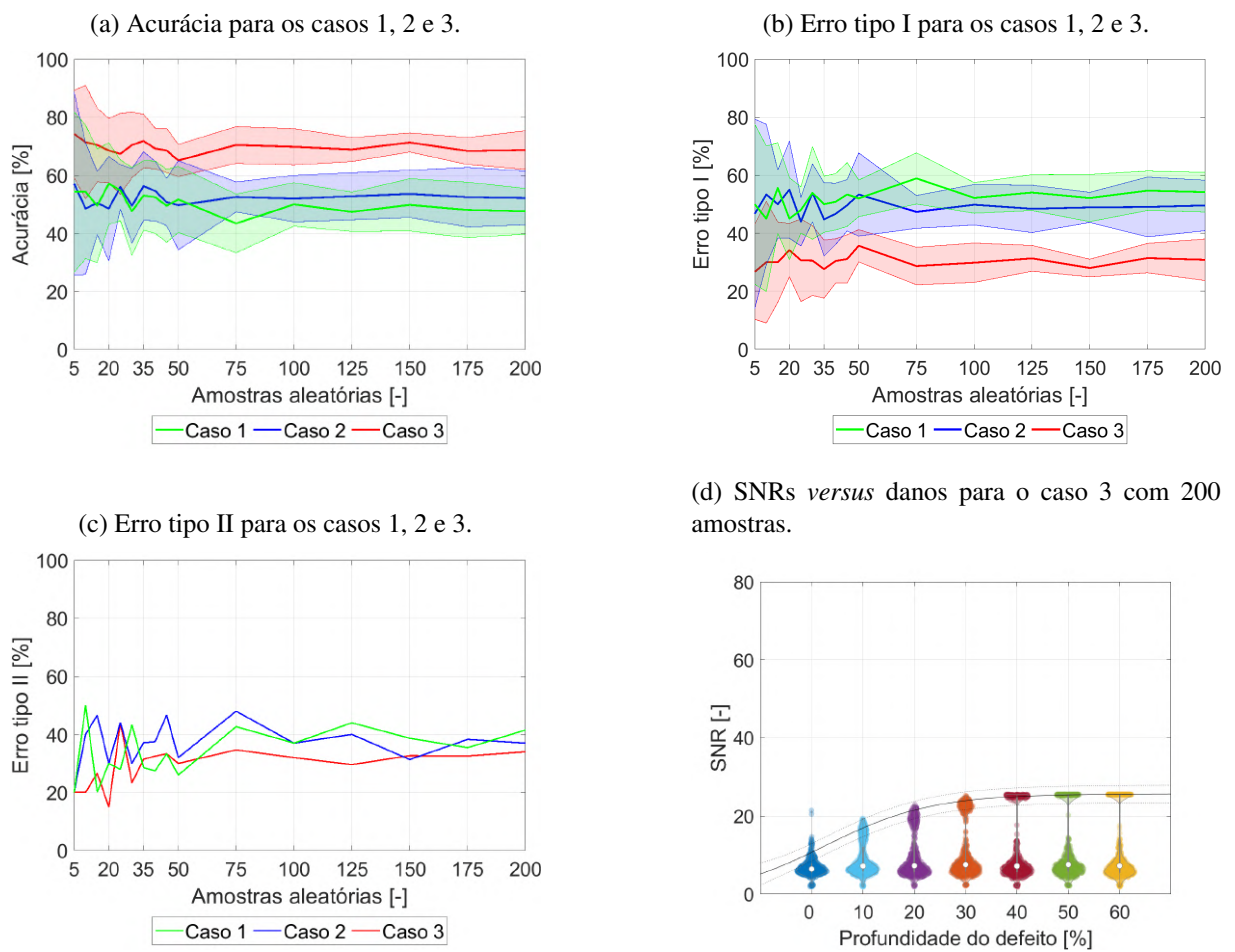 (a) Acurácia para os casos 1, 2 e 3.
100
80
60
40
20
0
Acurácia [%]
5 20 35 50 75 100 125 150 175 200
Amostras aleatórias [-]
Caso 1 Caso 2 Caso 3
(b) Erro tipo I para os casos 1, 2 e 3.
100
80
60
40
20
0
Erro tipo I [%]
5 20 35 50 75 100 125 150 175 200
Amostras aleatórias [-]
Caso 1 Caso 2 Caso 3
(c) Erro tipo II para os casos 1, 2 e 3.
100
80
60
40
20
0
Erro tipo II [%]
5 20 35 50 75 100 125 150 175 200
Amostras aleatórias [-]
Caso 1 Caso 2 Caso 3
(d) SNRs versus danos para o caso 3 com 200
amostras.
80
60
40
20
0
SNR [-]
0 10 20 30 40 50 60
Profundidade do defeito [%]